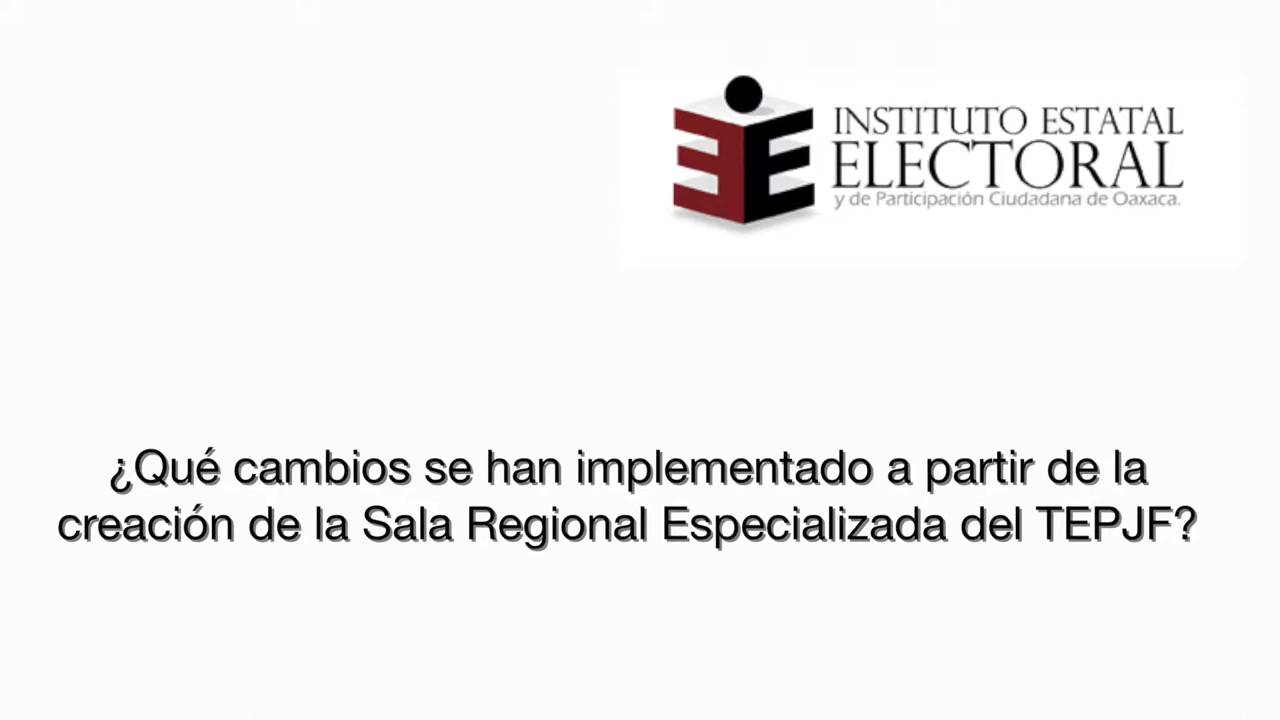 INSTITUTO ESTATAL
ELECTORAL
y de Participación Ciudadana de Oaxaca.
¿Qué cambios se han implementado a partir de la
creación de la Sala Regional Especializada del TEPJF?